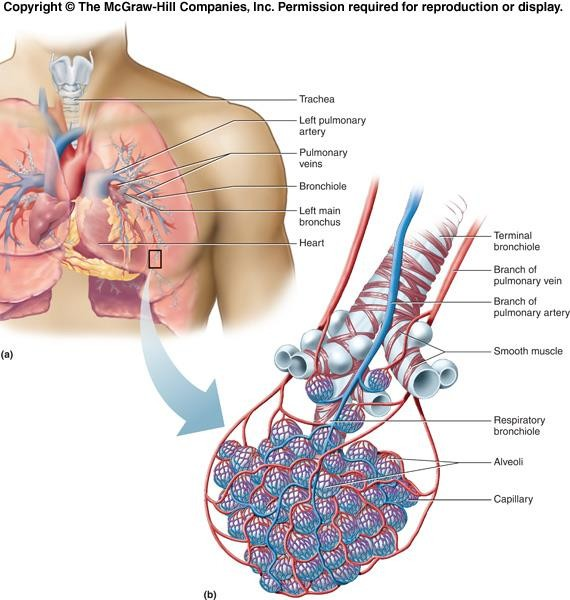 Copyright © The McGraw-Hill Companies, Inc. Permission required for reproduction or display.
Trachea
Left pulmonary
artery
Pulmonary
veins
Bronchiole
Left main
bronchus
Heart
(a)
Terminal
bronchiole
Branch of
pulmonary vein
Branch of
pulmonary artery
Smooth muscle
Respiratory
bronchiole
Alveoli
Capillary
(b)